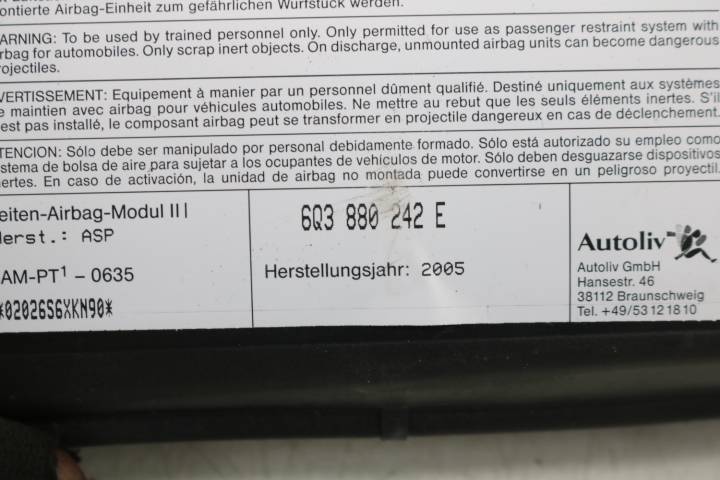 ontierte Airbag-Einheit zum gefährlichen Wurfstück werden.
ARNING: To be used by trained personnel only. Only permitted for use as passenger restraint system with
rbag for automobiles. Only scrap inert objects. On discharge, unmounted airbag units can become dangerous
rojectiles.
VERTISSEMENT: Equipement à manier par un personnel dûment qualifié. Destiné uniquement aux systèmes
e maintien avec airbag pour véhicules automobiles. Ne mettre au rebut que les seuls éléments inertes. S'il
'est pas installé, le composant airbag peut se transformer en projectile dangereux en cas de déclenchement.
TENCION: Sólo debe ser manipulado por personal debidamente formado. Sólo está autorizado su empleo como
stema de bolsa de aire para sujetar a los ocupantes de vehículos de motor. Sólo deben desguazarse dispositivos
ertes. En caso de activación, la unidad de airbag no montada puede convertirse en un peligroso proyectil.
eiten-Airbag-Modul III
erst.: ASP
AM-PT1 – 0635
*02026S6XKN90*
6Q3 880 242 E
Herstellungsjahr: 2005
Autoliv
Autoliv GmbH
Hansestr. 46
38112 Braunschweig
Tel. +49/53 12 18 10